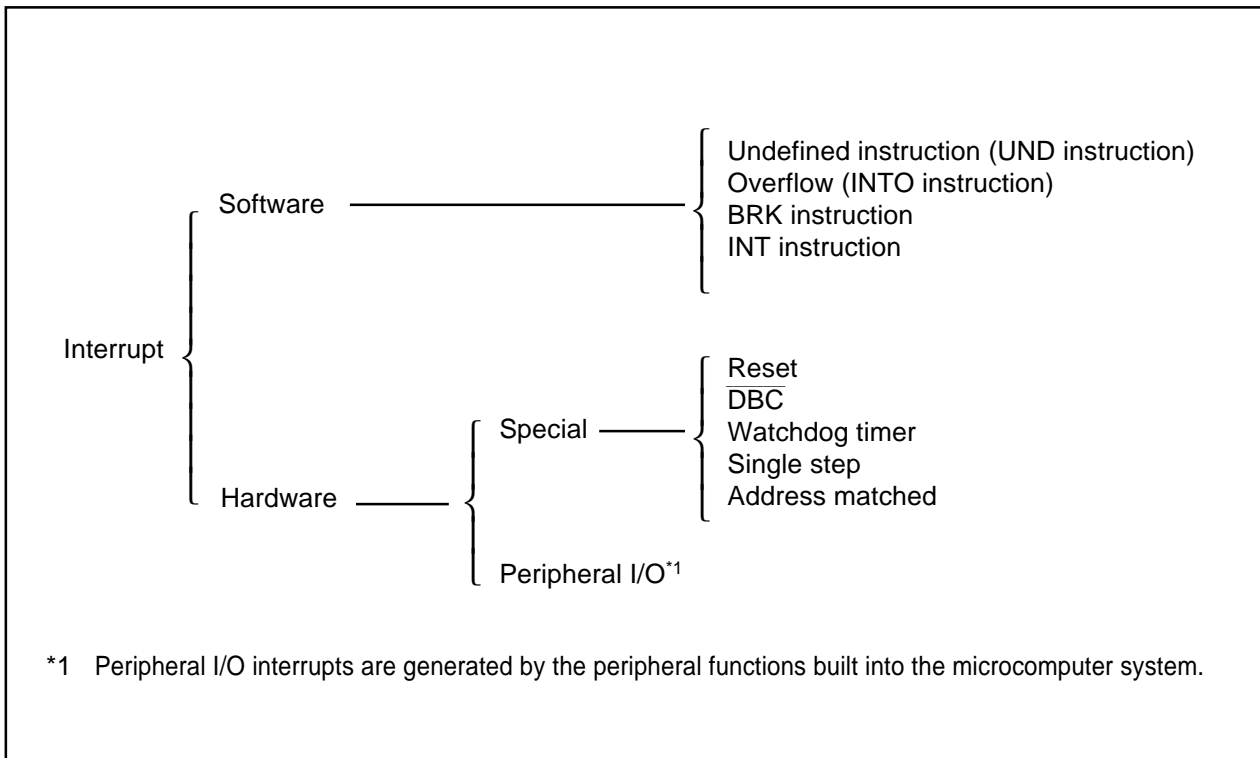 Interrupt
Software
Undefined instruction (UND instruction)
Overflow (INTO instruction)
BRK instruction
INT instruction
Hardware
Special
Reset
DBC
Watchdog timer
Single step
Address matched
Peripheral I/O*1
*1 Peripheral I/O interrupts are generated by the peripheral functions built into the microcomputer system.